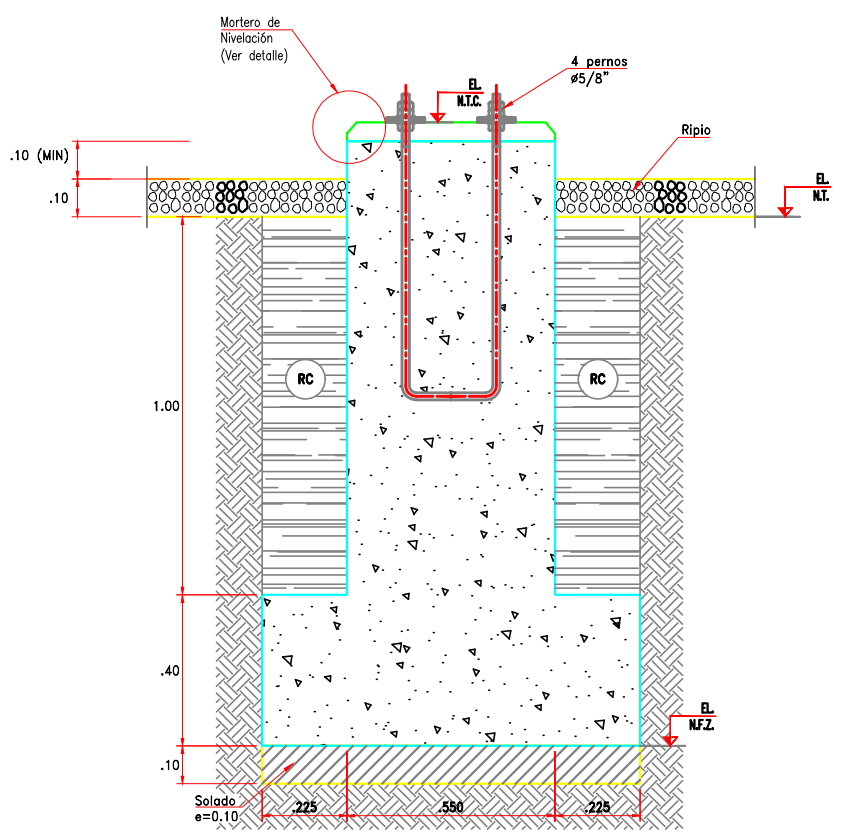 Mortero de
Nivelación
(Ver detalle)
4 pernos
ø5/8"
EL.
N.T.C.
Ripio
.10 (MIN)
.10
EL.
N.T.
RC
RC
1.00
.40
EL.
N.F.Z.
.10
Solado
e=0.10
.225
.550
.225